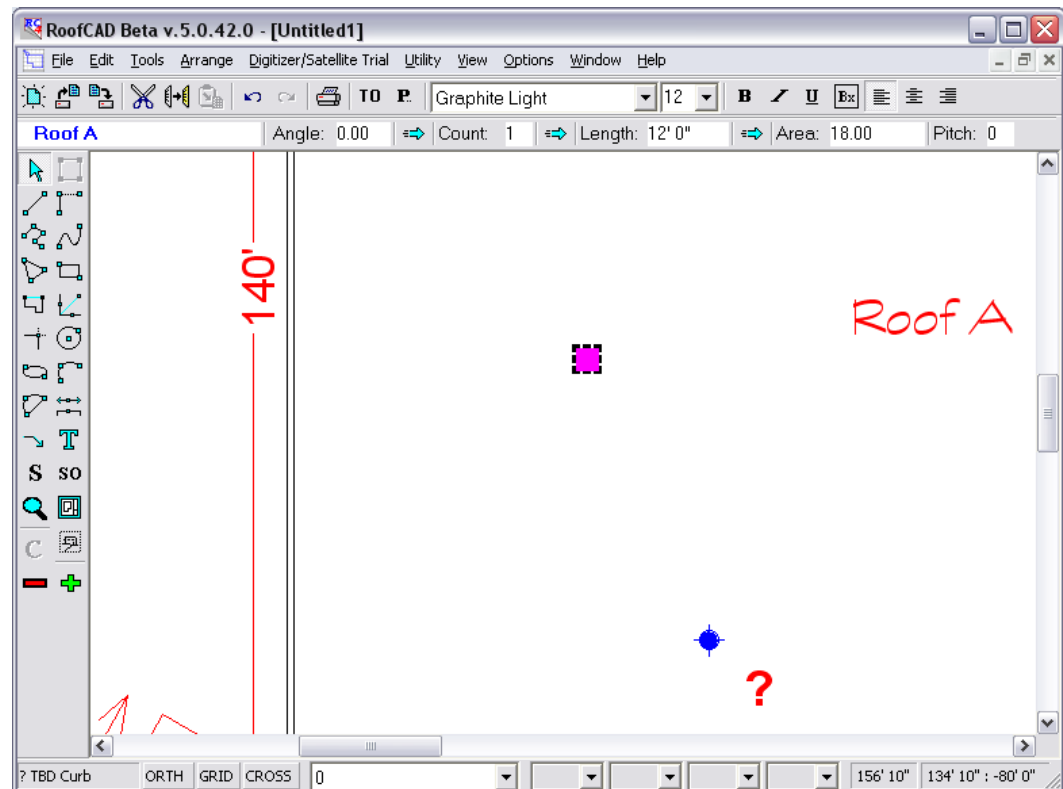 RoofCAD Beta v.5.0.42.0 - [Untitled1]
File Edit Tools Arrange Digitizer/Satellite Trial Utility View Options Window Help
TO P.. Graphite Light 12 B I U Bx
Roof A Angle: 0.00 Count: 1 Length: 12' 0" Area: 18.00 Pitch: 0
140'
Roof A
T
S SO
C
?
? TBD Curb ORTH GRID CROSS 0 156' 10" 134' 10" : -80' 0"